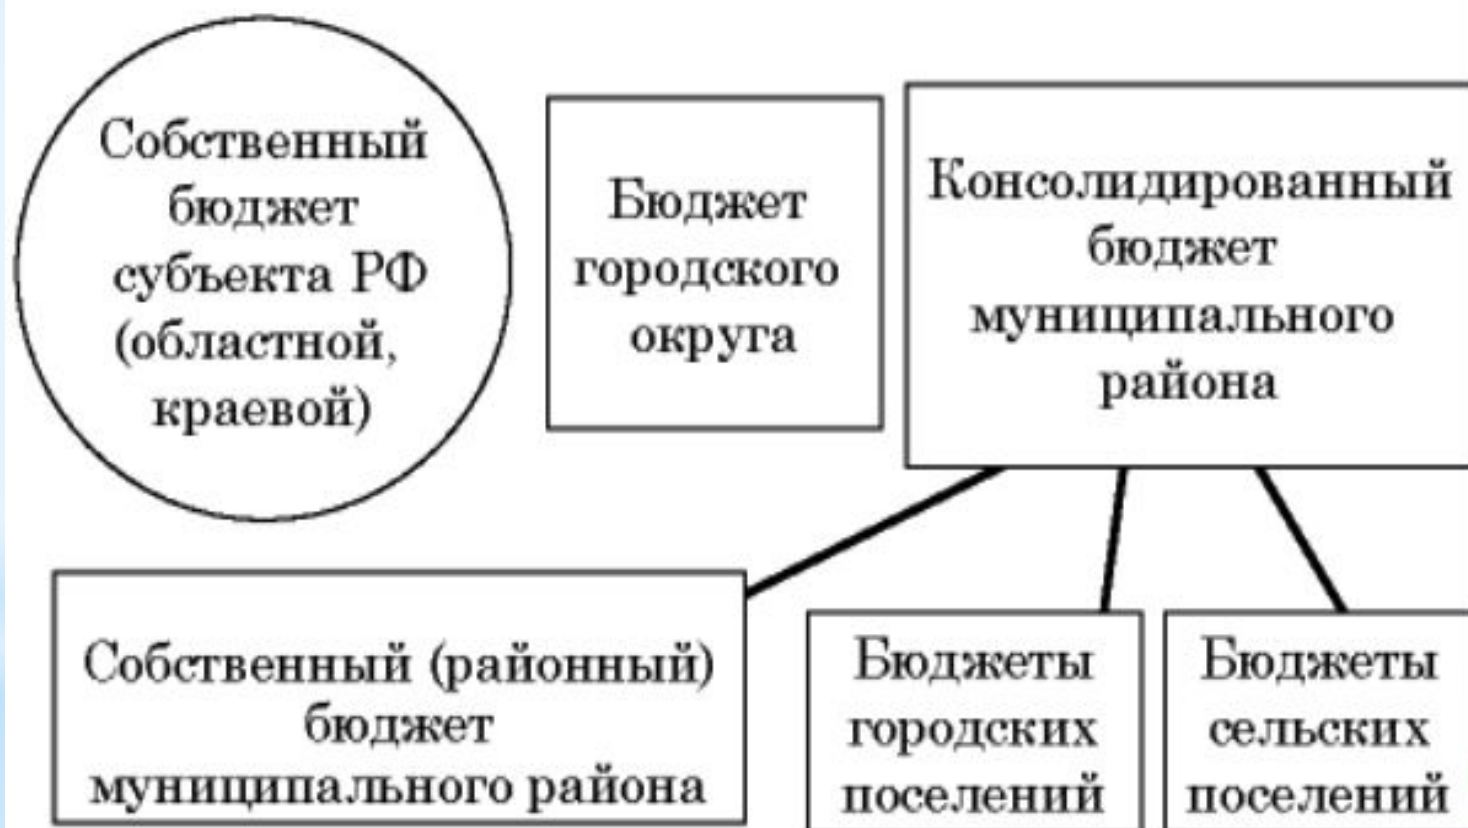 Собственный
бюджет
субъекта РФ
(областной,
краевой)
Бюджет
городского
округа
Консолидированный
бюджет
муниципального
района
Собственный (районный)
бюджет
муниципального района
Бюджеты
городских
поселений
Бюджеты
сельских
поселений